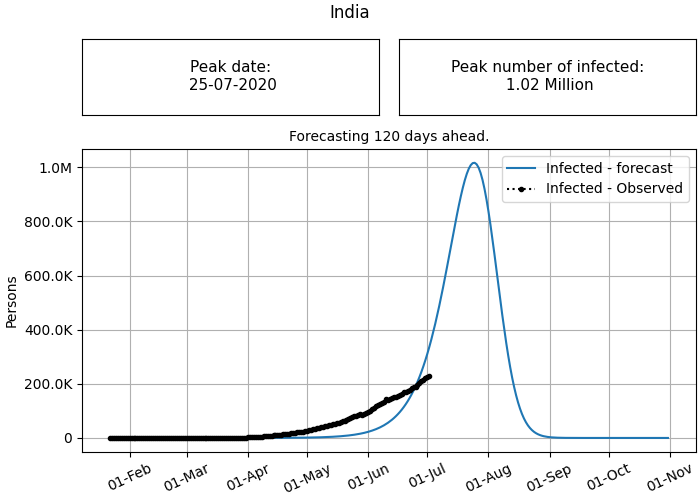 India
Peak date:
25-07-2020
Peak number of infected:
1.02 Million
Forecasting 120 days ahead.
Infected - forecast
Infected - Observed
Persons
1.0M
800.0K
600.0K
400.0K
200.0K
0
01-Feb
01-Mar
01-Apr
01-May
01-Jun
01-Jul
01-Aug
01-Sep
01-Oct
01-Nov